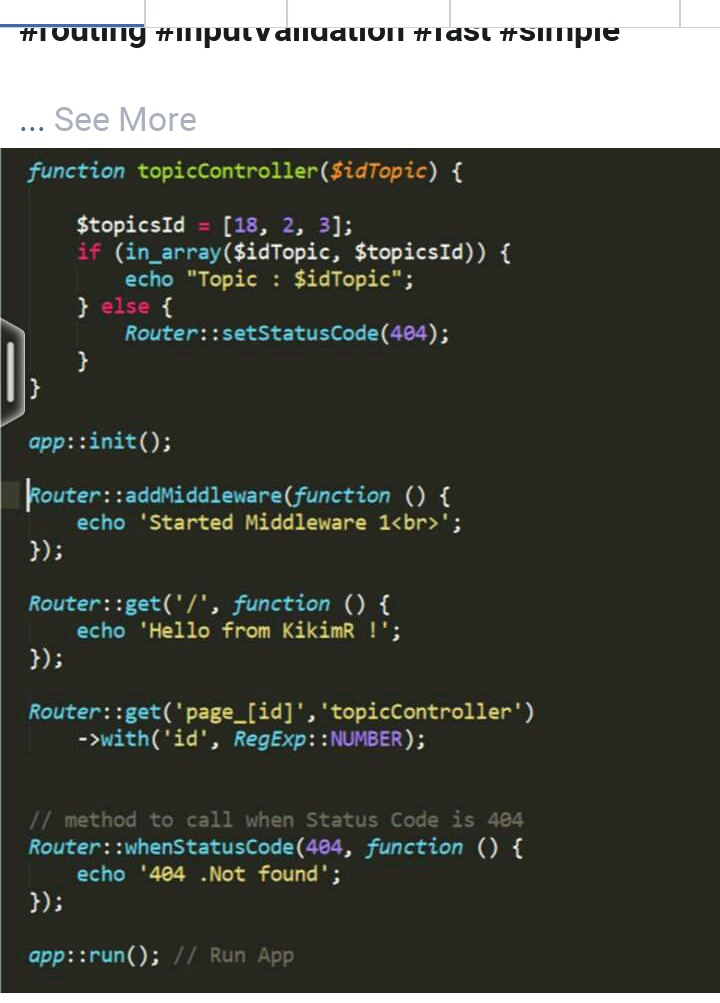 #routing #inputValidation #fast #simple
... See More
function topicController($idTopic) {
$topicsId = [18, 2, 3];
if (in_array($idTopic, $topicsId)) {
echo "Topic : $idTopic";
} else {
Router::setStatusCode(404);
}
}
app::init();
Router::addMiddleware(function () {
echo 'Started Middleware 1<br>';
});
Router::get('/', function () {
echo 'Hello from KikimR !';
});
Router::get('page_[id]','topicController')
->with('id', RegExp::NUMBER);
// method to call when Status Code is 404
Router::whenStatusCode(404, function () {
echo '404 .Not found';
});
app::run(); // Run App